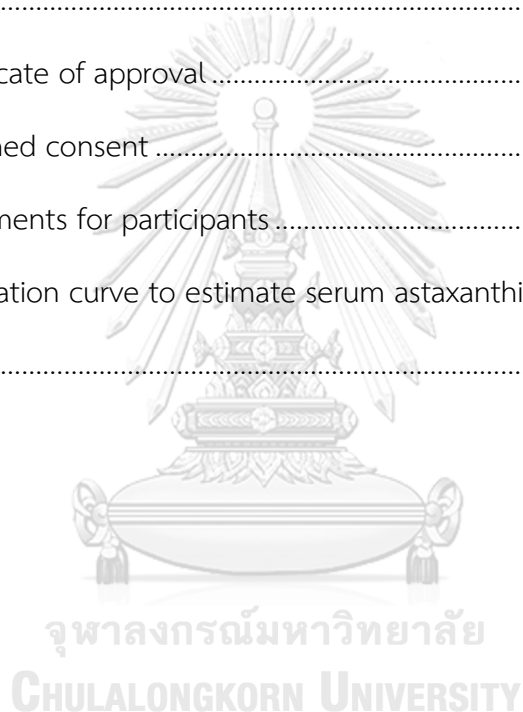 ........................................................................
cate of approval........................................
ned consent................................................
ments for participants................................
ation curve to estimate serum astaxanthi
........................................................................
จุฬาลงกรณ์มหาวิทยาลัย
CHULALONGKORN UNIVERSITY